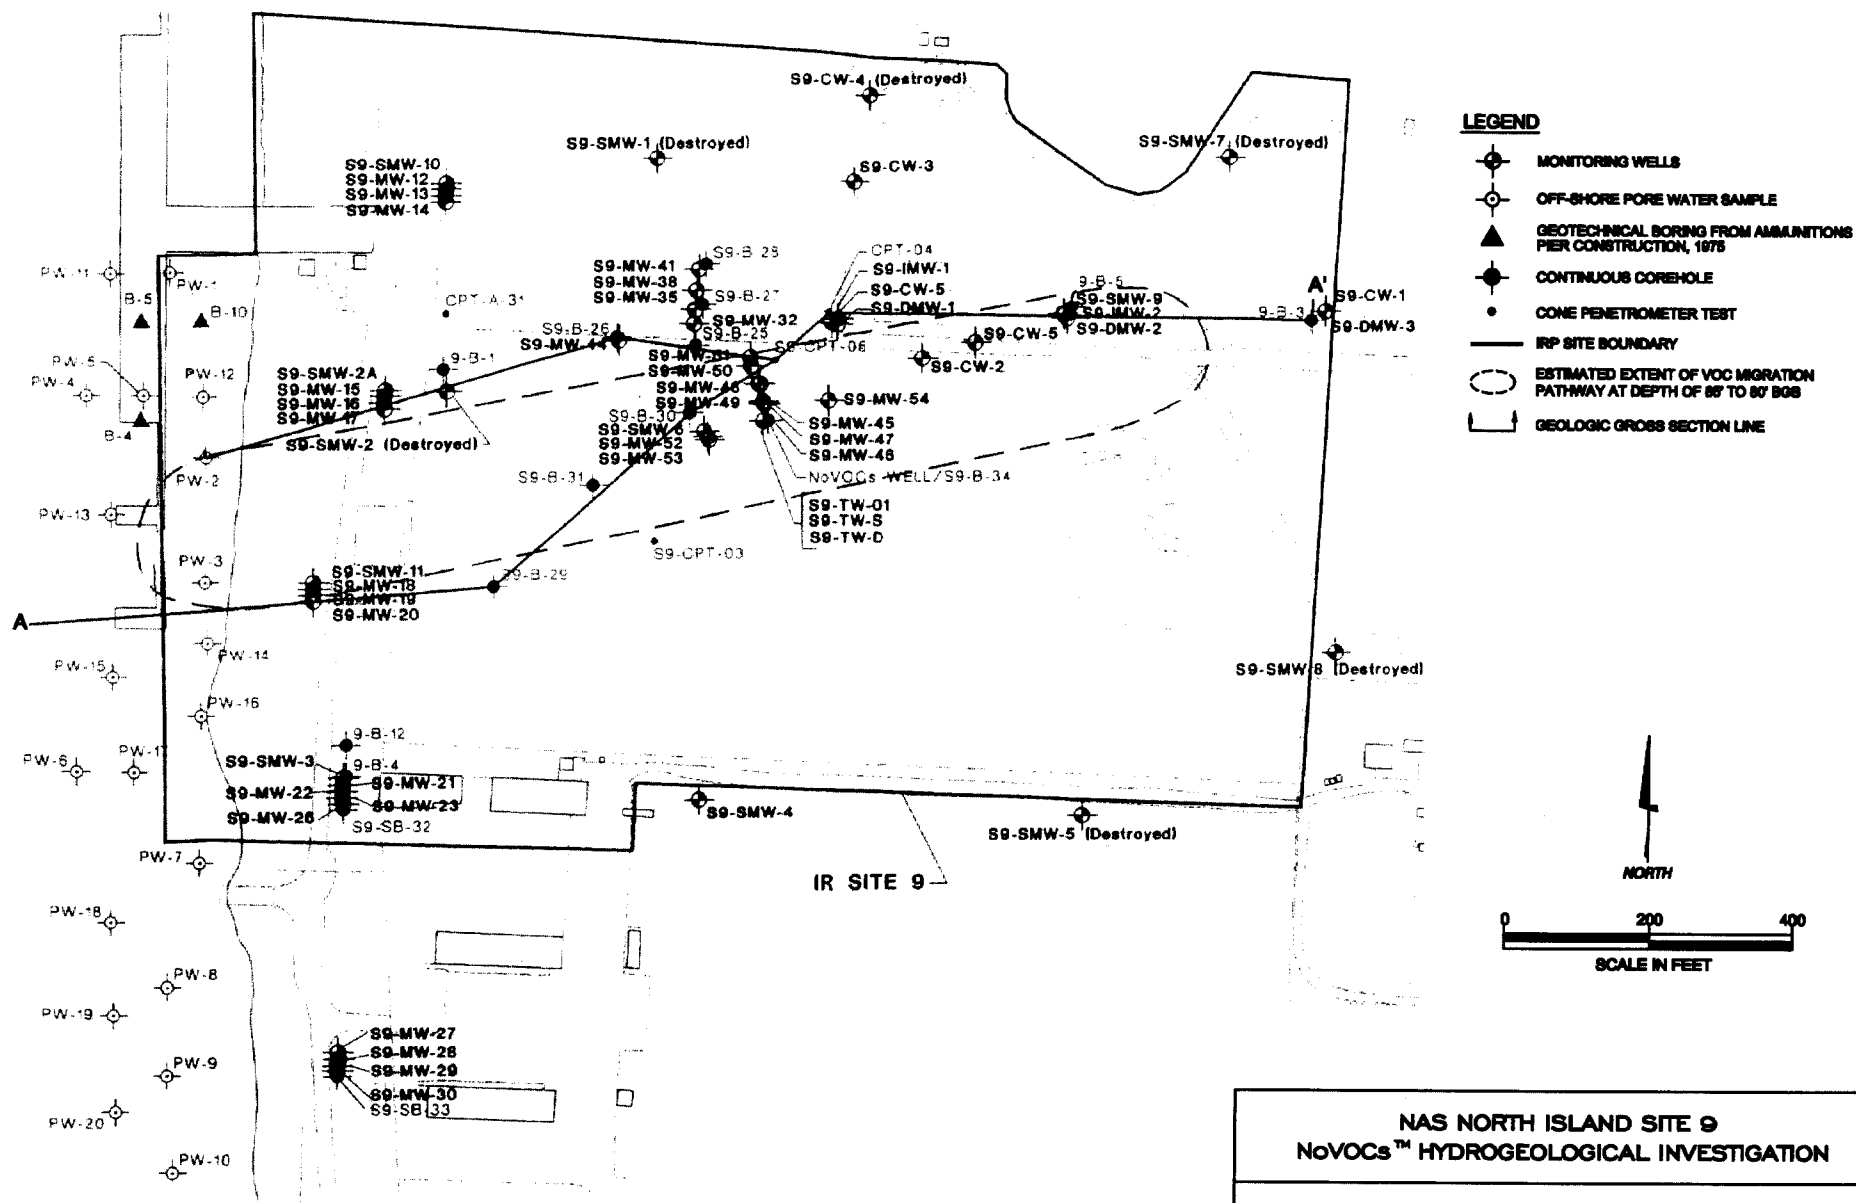 S9-CW-4 (Destroyed)
S9-SMW-1 (Destroyed)
S9-SMW-7 (Destroyed)
S9-CW-3
S9-SMW-10
S9-MW-12
S9-MW-13
S9-MW-14
PW-11
PW-1
B-5
B-10
CPT-A-31
S9-B-28
S9-MW-41
S9-MW-38
S9-MW-35
S9-B-27
S9-MW-32
S9-B-25
S9-B-26
CPT-04
S9-IMW-1
S9-CW-5
S9-DMW-1
9-B-5
S9-SMW-9
S9-IMW-2
S9-DMW-2
A'
S9-CW-1
9-B-3
S9-DMW-3
S9-CW-5
S9-CW-2
S9-CPT-06
S9-MW-50
S9-MW-49
S9-MW-54
PW-5
PW-4
PW-12
B-4
9-B-1
S9-SMW-2A
S9-MW-15
S9-MW-16
S9-MW-17
S9-SMW-2 (Destroyed)
S9-B-30
S9-SMW-6
S9-MW-52
S9-MW-53
S9-MW-45
S9-MW-47
S9-MW-46
NoVOCs WELL/S9-B-34
S9-TW-01
S9-TW-S
S9-TW-D
PW-2
S9-B-31
PW-13
S9-CPT-03
PW-3
S9-SMW-11
S9-MW-18
S9-MW-19
S9-MW-20
S9-B-29
A
PW-14
PW-15
S9-SMW-8 (Destroyed)
PW-16
9-B-12
PW-6
S9-SMW-3
9-B-4
S9-MW-21
S9-MW-22
S9-MW-23
S9-MW-26
S9-SB-32
S9-SMW-4
S9-SMW-5 (Destroyed)
PW-7
IR SITE 9
PW-18
PW-8
PW-19
S9-MW-27
S9-MW-28
S9-MW-29
S9-MW-30
S9-SB-33
PW-9
PW-20
PW-10
LEGEND
MONITORING WELLS
OFF-SHORE PORE WATER SAMPLE
GEOTECHNICAL BORING FROM AMMUNITIONS
PIER CONSTRUCTION, 1975
CONTINUOUS COREHOLE
CONE PENETROMETER TEST
IRP SITE BOUNDARY
ESTIMATED EXTENT OF VOC MIGRATION
PATHWAY AT DEPTH OF TO BGS
GEOLOGIC GROSS SECTION LINE
NORTH
0 200 400
SCALE IN FEET
NAS NORTH ISLAND SITE 9
NoVOCs™ HYDROGEOLOGICAL INVESTIGATION